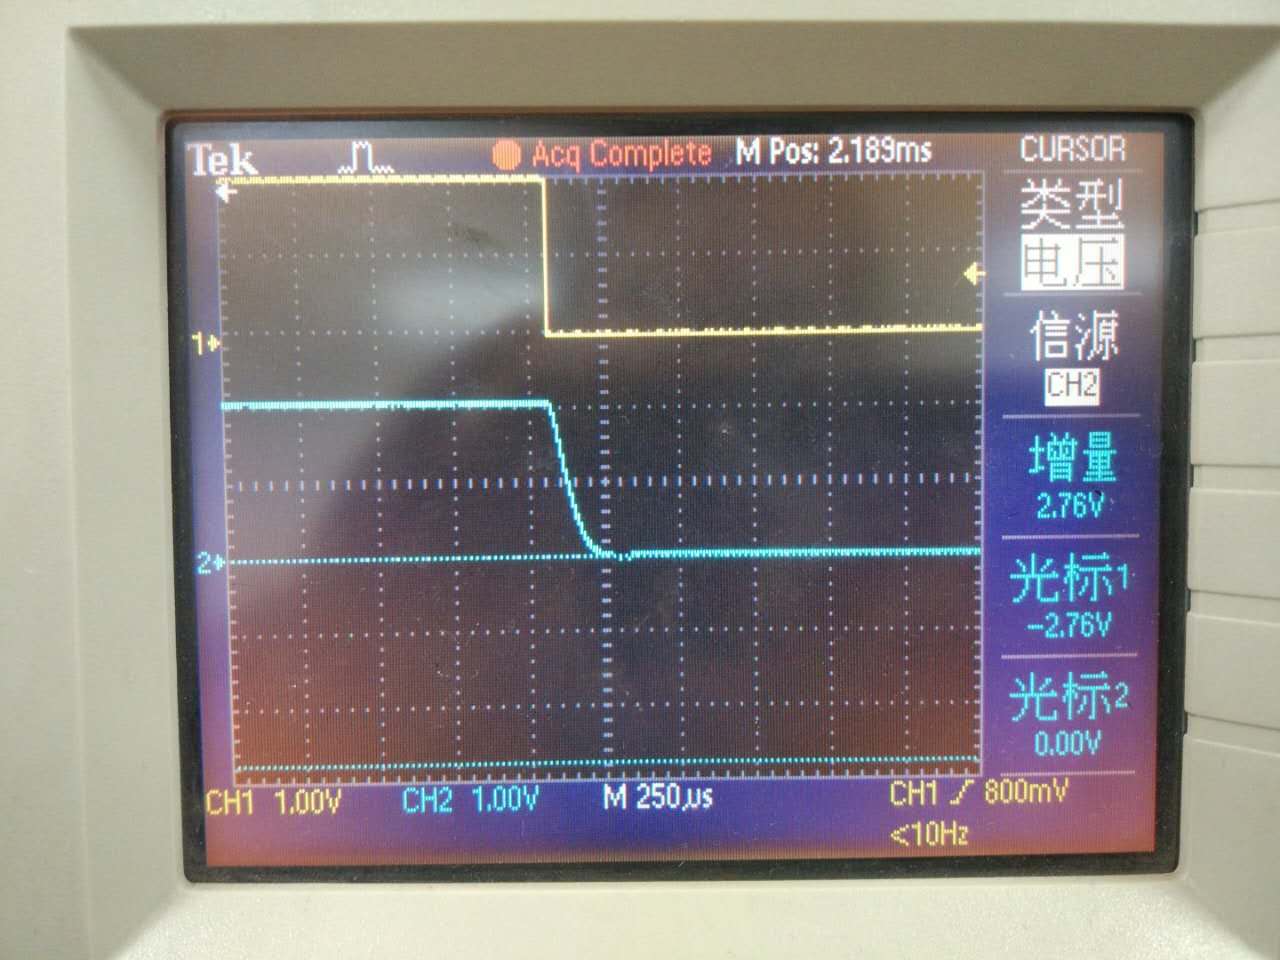 Tek Acq Complete M Pos: 2.189ms CURSOR
类型
电压
1
信源
CH2
增量
2.76V
2
光标1
-2.76V
光标2
0.00V
CH1 1.00V CH2 1.00V M 250µs CH1 800mV
<10Hz